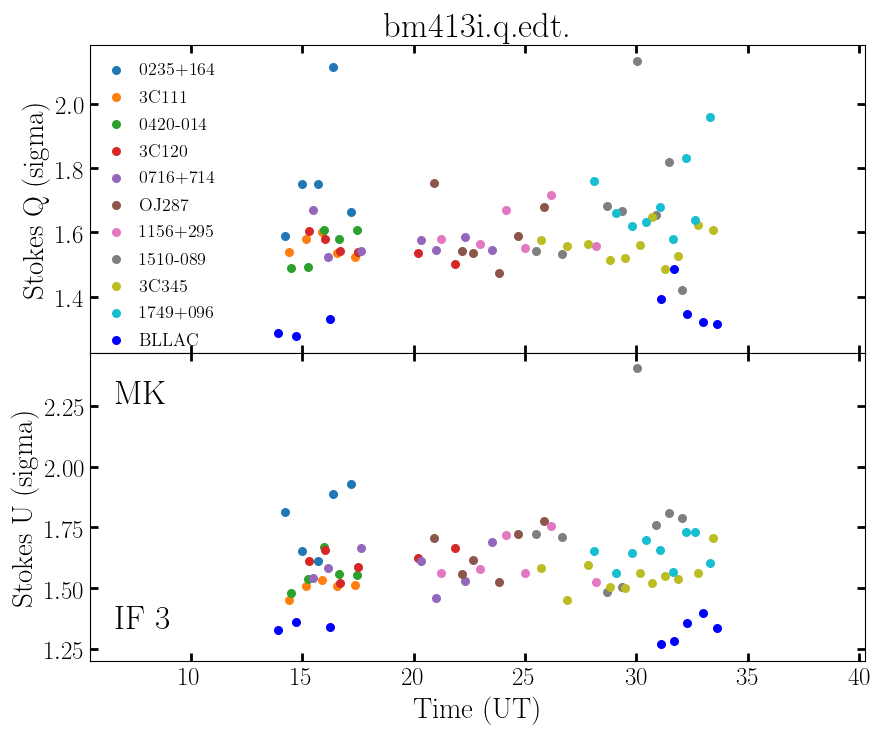 bm413i.q.edt.
Stokes Q (sigma)
2.0
1.8
1.6
1.4
0235+164
3C111
0420-014
3C120
0716+714
OJ287
1156+295
1510-089
3C345
1749+096
BLLAC
Stokes U (sigma)
2.25
2.00
1.75
1.50
1.25
MK
IF 3
10 15 20 25 30 35 40
Time (UT)